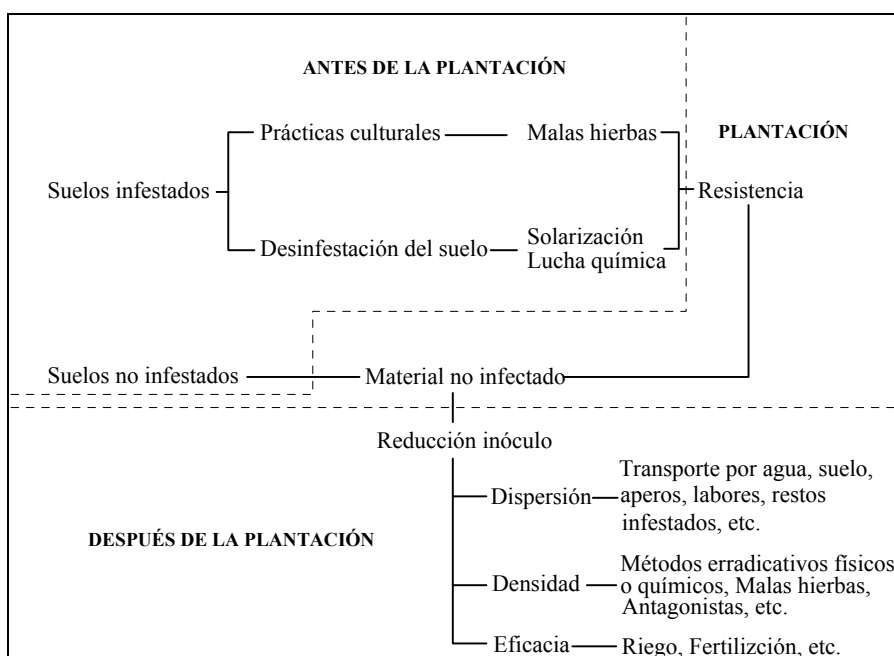 ANTES DE LA PLANTACIÓN
Prácticas culturales
Malas hierbas
PLANTACIÓN
Suelos infestados
Resistencia
Desinfestación del suelo
Solarización
Lucha química
Suelos no infestados
Material no infectado
Reducción inóculo
Dispersión
Transporte por agua, suelo,
aperos, labores, restos
infestados, etc.
DESPUÉS DE LA PLANTACIÓN
Densidad
Métodos erradicativos físicos
o químicos, Malas hierbas,
Antagonistas, etc.
Eficacia
Riego, Fertilizción, etc.